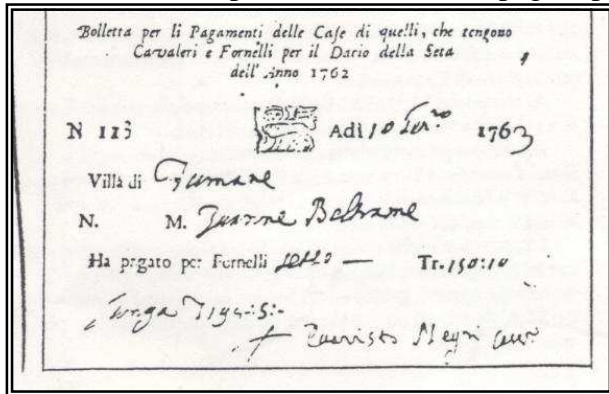 Bolletta per li Pagamenti delle Case di quelli, che tengono
Cavaleri e Fornelli per il Dacio della Seta
dell' Anno 1762
N 113 Adì 10 1763
Villa di Fumane
N. M. Zuanne Beltrame
Ha pagato per Fornelli sette — Tr. 150:10